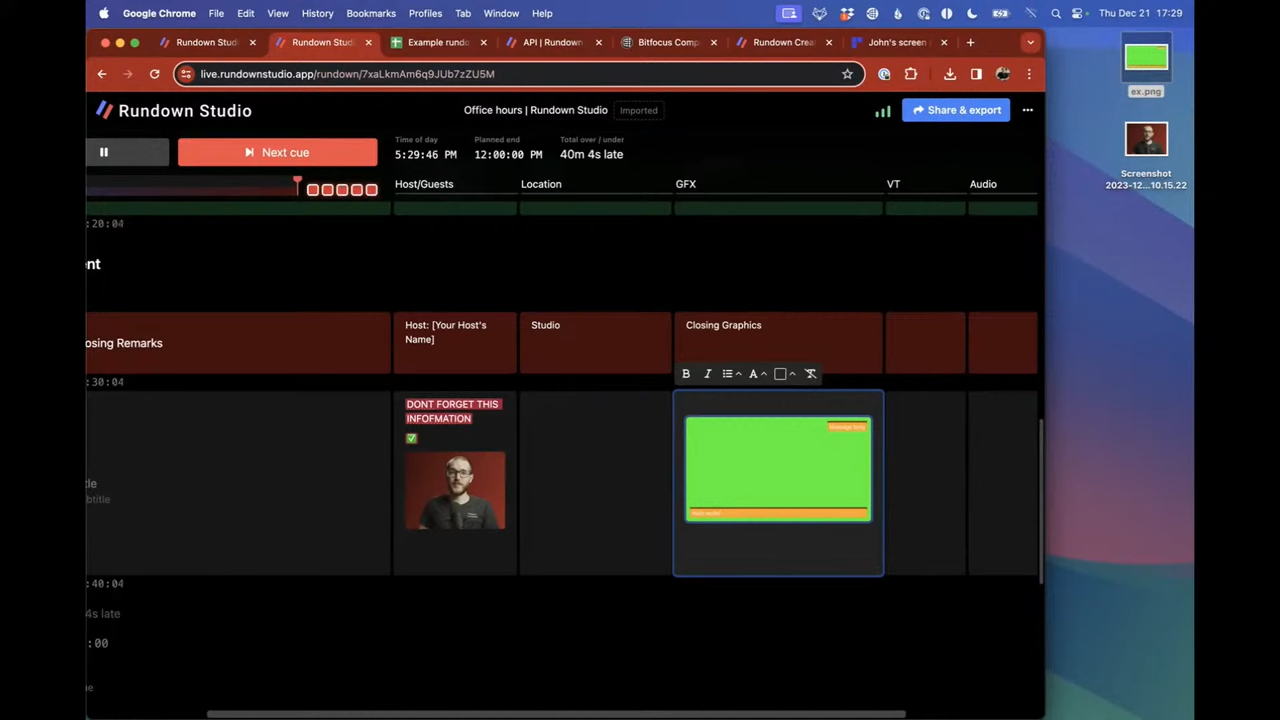 Google Chrome File Edit View History Bookmarks Profiles Tab Window Help Thu Dec 21 17:29
Rundown Studi Rundown Studi Example rundo API | Rundown Bitfocus Comp Rundown Crea John's screen
live.rundownstudio.app/rundown/7xaLkmAm6q9JUb7zZU5M
ex.png
Rundown Studio Office hours | Rundown Studio Imported Share & export
Next cue
Time of day Planned end Total over / under
5:29:46 PM 12:00:00 PM 40m 4s late
Screenshot
2023-12...10.15.22
Host/Guests Location GFX VT Audio
:20:04
ent
osing Remarks
Host: [Your Host's
Name]
Studio
Closing Graphics
B I A T
:30:04
DONT FORGET THIS
INFOFMATION
tle
btitle
:40:04
4s late
:00